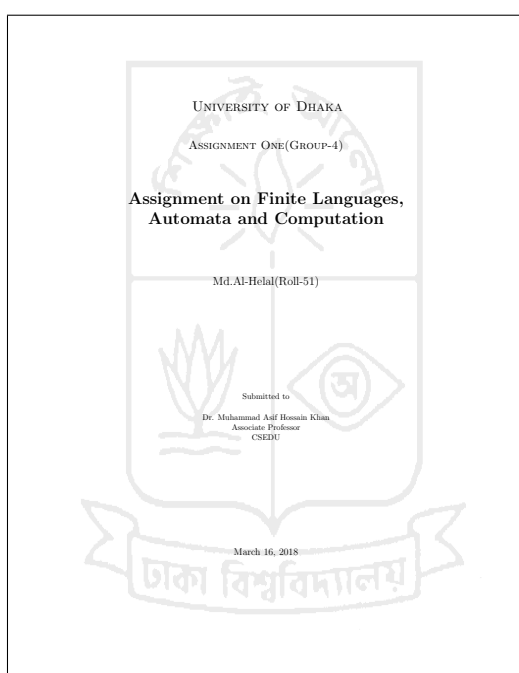 UNIVERSITY OF DHAKA
ASSIGNMENT ONE(GROUP-4)
Assignment on Finite Languages,
Automata and Computation
Md.Al-Helal(Roll-51)
Submitted to
Dr. Muhammad Asif Hossain Khan
Associate Professor
CSEDU
March 16, 2018
শিক্ষাই আলো
অ
ঢাকা বিশ্ববিদ্যালয়